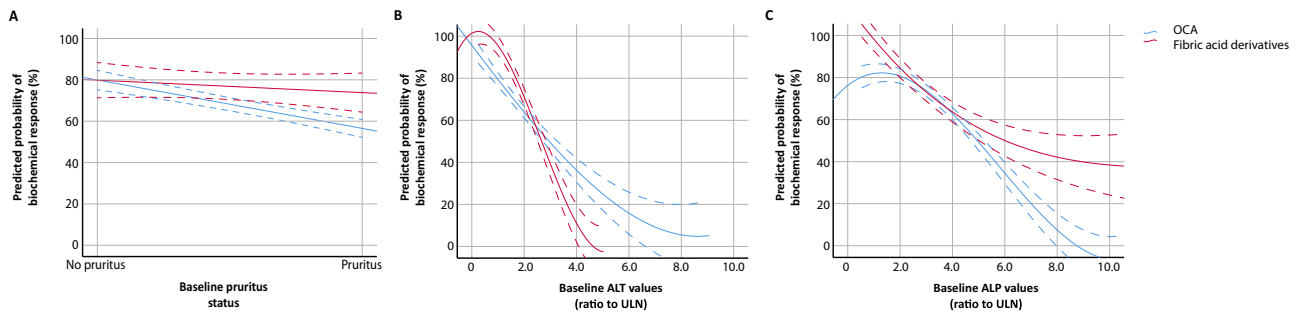 A
Predicted probability of
biochemical response (%)
100
80
60
40
20
0
No pruritus
Pruritus
Baseline pruritus
status
B
Predicted probability of
biochemical response (%)
100
80
60
40
20
0
0
2.0
4.0
6.0
8.0
10.0
Baseline ALT values
(ratio to ULN)
C
Predicted probability of
biochemical response (%)
100
80
60
40
20
0
0
2.0
4.0
6.0
8.0
10.0
Baseline ALP values
(ratio to ULN)
OCA
Fibric acid derivatives